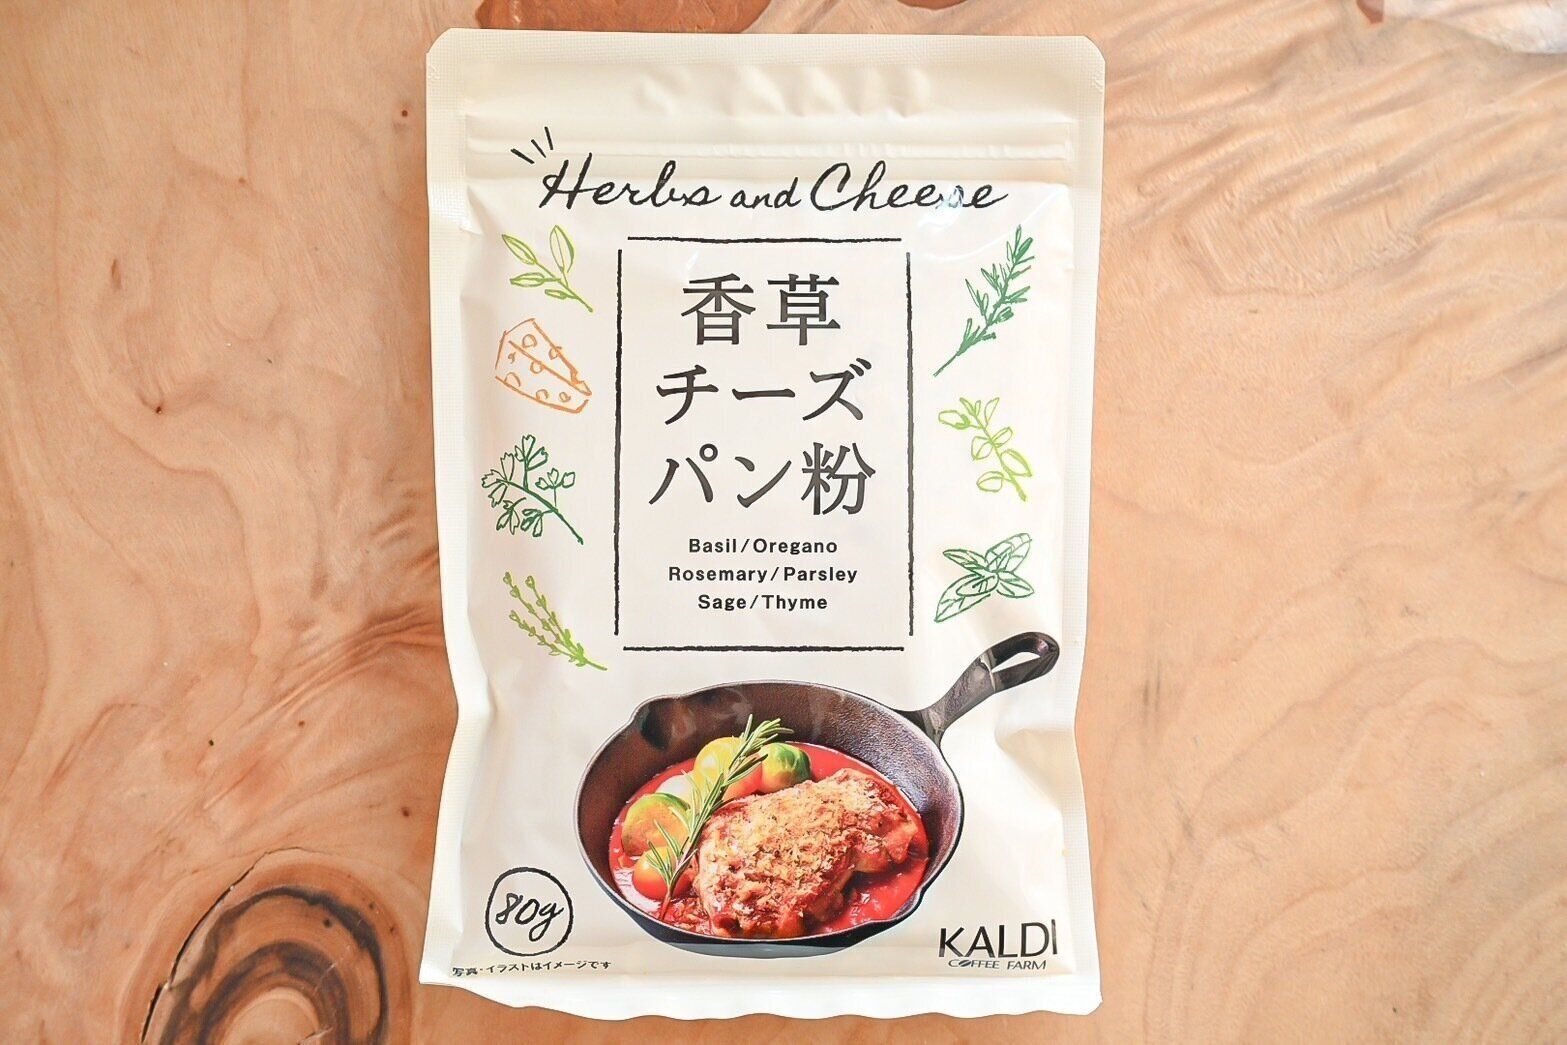 Herbs and Cheese
香草
チーズ
パン粉
Basil/Oregano
Rosemary/Parsley
Sage/Thyme
80g
写真・イラストはイメージです
KALDI
COFFEE FARM